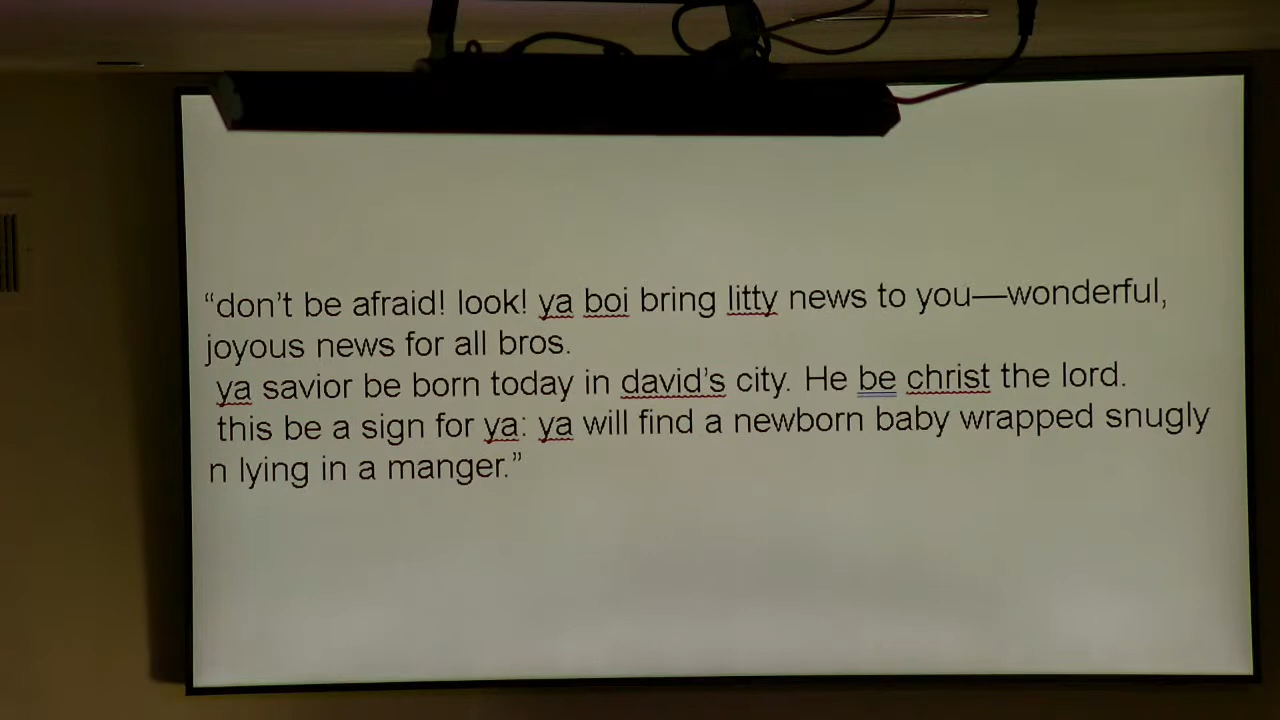 “don’t be afraid! look! ya boi bring litty news to you—wonderful,
joyous news for all bros.
ya savior be born today in david’s city. He be christ the lord.
this be a sign for ya: ya will find a newborn baby wrapped snugly
n lying in a manger.”